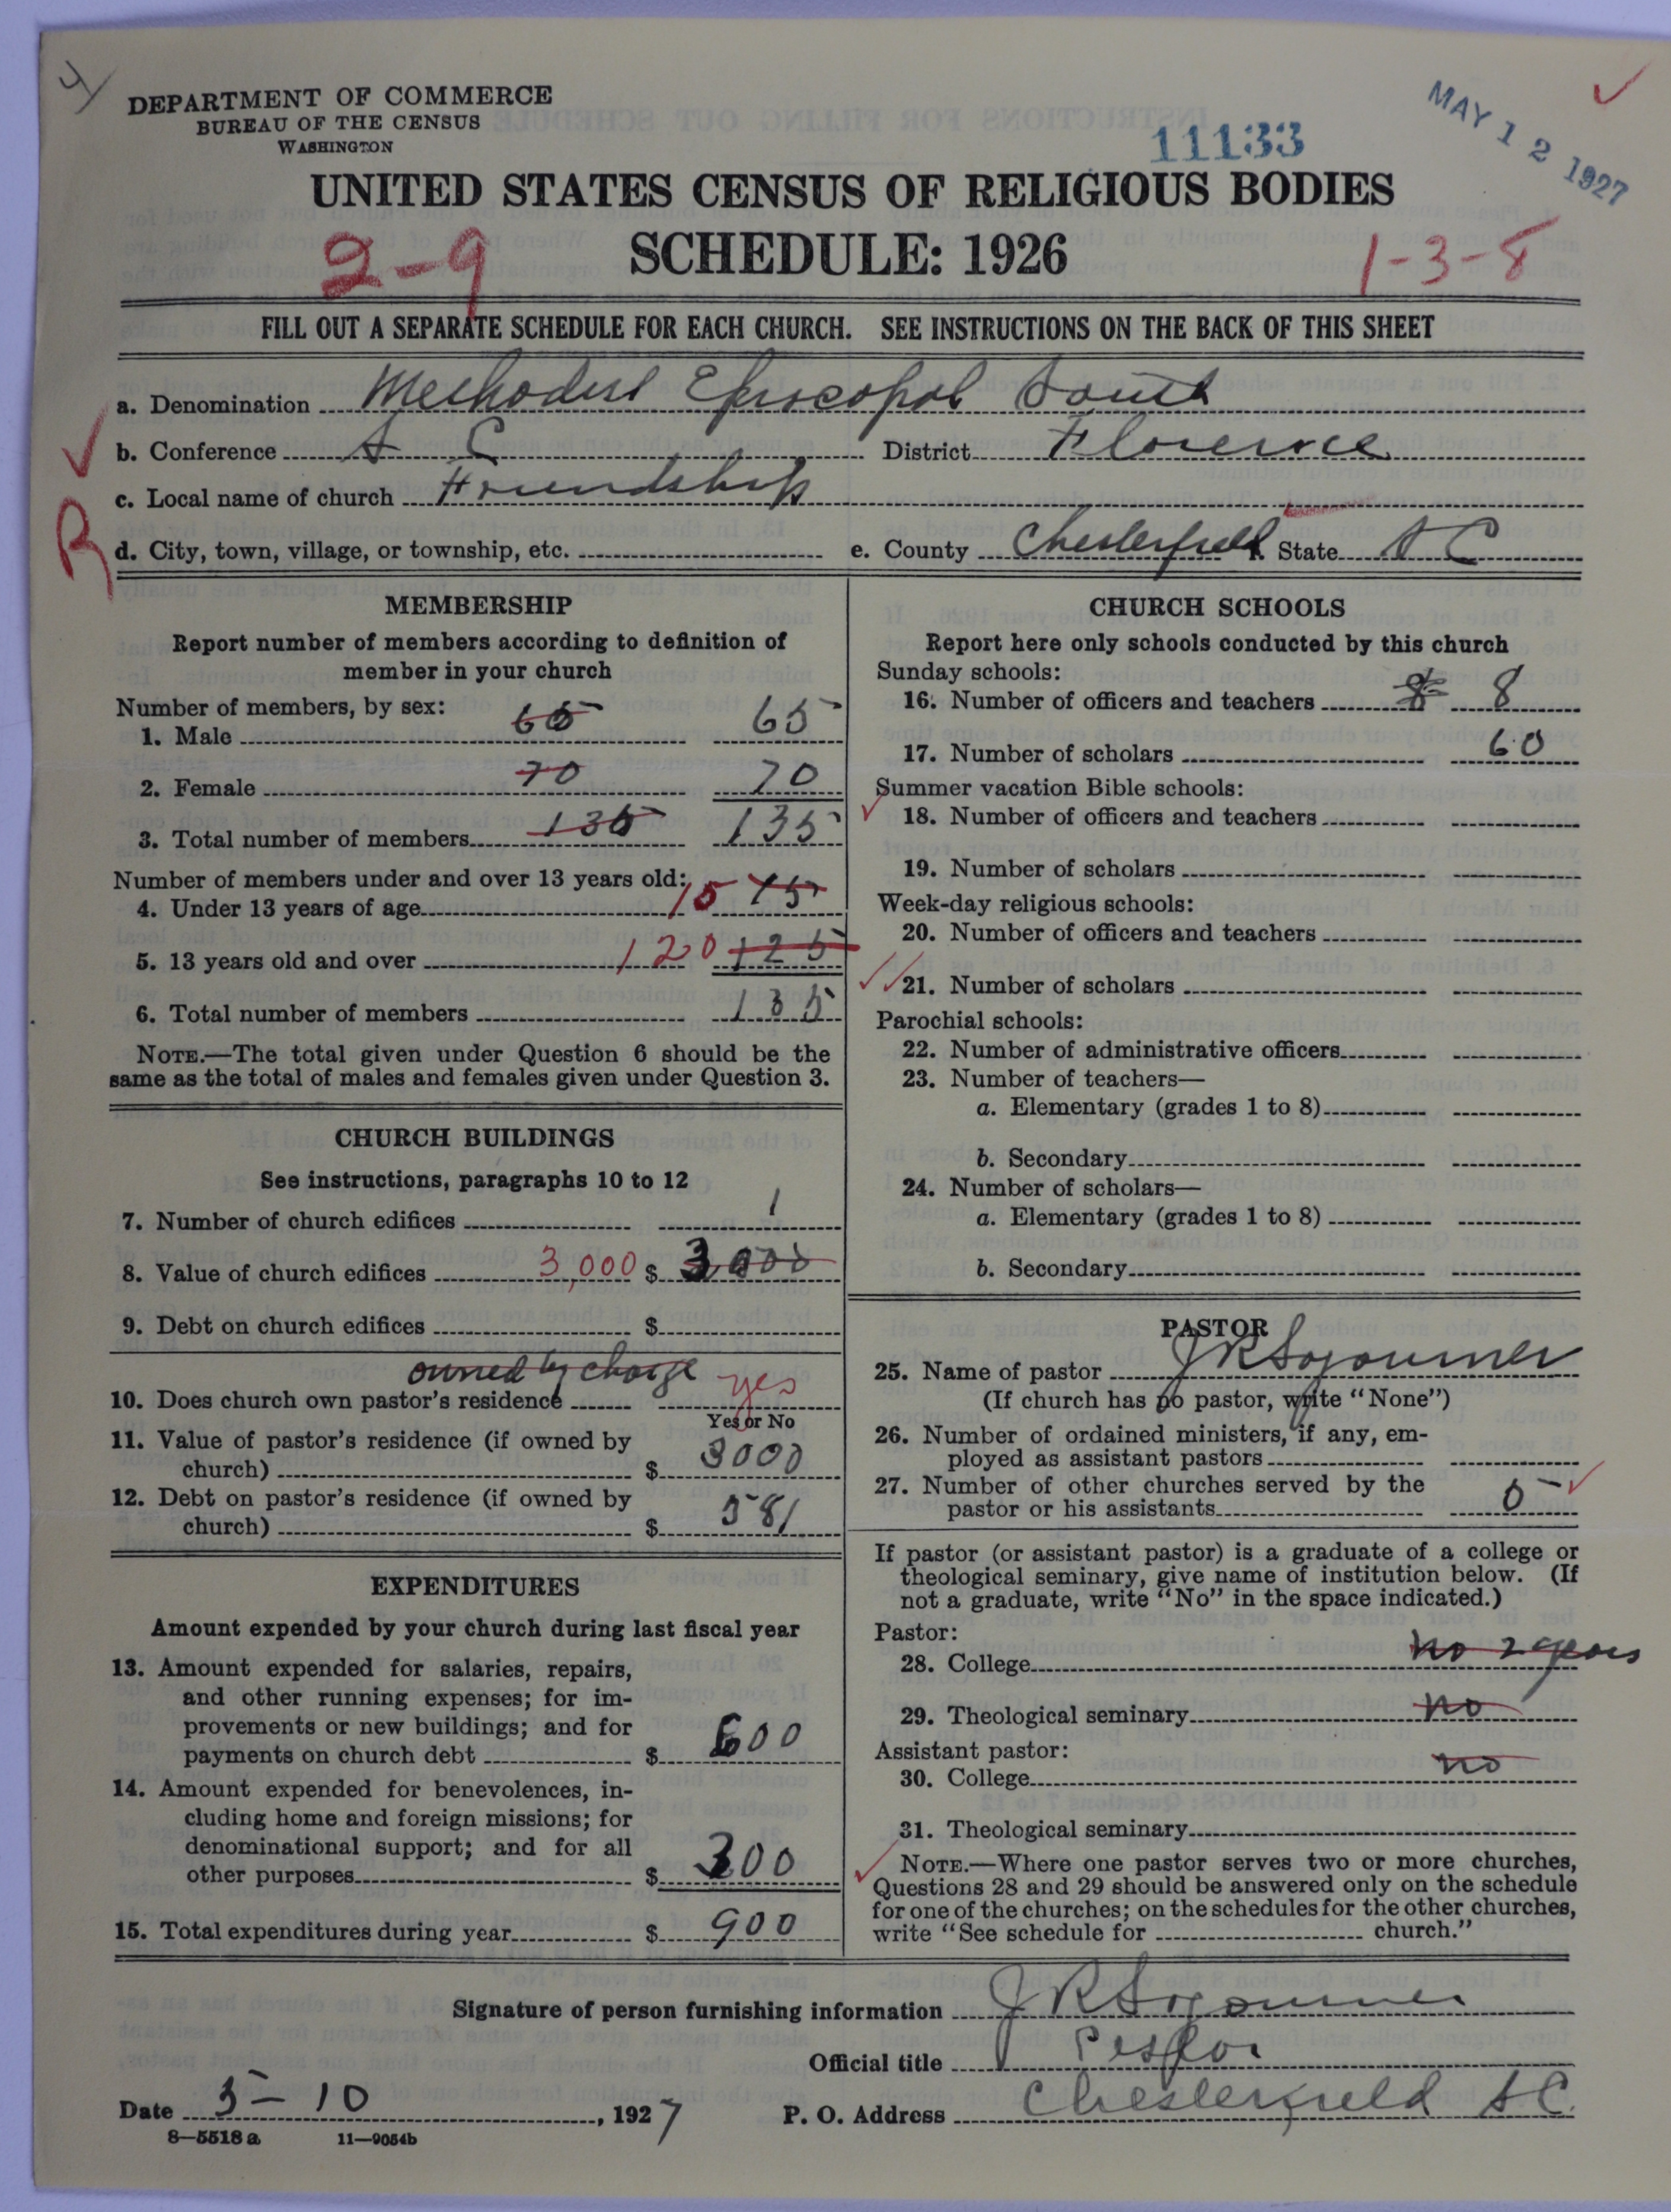 4
DEPARTMENT OF COMMERCE
BUREAU OF THE CENSUS
WASHINGTON
11133
MAY 12 1927
UNITED STATES CENSUS OF RELIGIOUS BODIES
2-9 SCHEDULE: 1926 1-3-8
FILL OUT A SEPARATE SCHEDULE FOR EACH CHURCH. SEE INSTRUCTIONS ON THE BACK OF THIS SHEET
a. Denomination Methodist Episcopal South
b. Conference S C District Florence
c. Local name of church Friendship
R
d. City, town, village, or township, etc. e. County Chesterfield f. State S C
MEMBERSHIP
Report number of members according to definition of
member in your church
Number of members, by sex:
1. Male 65 65
2. Female 70 70
3. Total number of members 135 135
Number of members under and over 13 years old:
4. Under 13 years of age 15 15
5. 13 years old and over 120 125
6. Total number of members 135
NOTE.—The total given under Question 6 should be the
same as the total of males and females given under Question 3.
CHURCH BUILDINGS
See instructions, paragraphs 10 to 12
7. Number of church edifices 1
8. Value of church edifices 3,000 $ 3000
9. Debt on church edifices $
owned by charge
10. Does church own pastor's residence yes
Yes or No
11. Value of pastor's residence (if owned by
church) $ 3000
12. Debt on pastor's residence (if owned by
church) $ 581
EXPENDITURES
Amount expended by your church during last fiscal year
13. Amount expended for salaries, repairs,
and other running expenses; for im-
provements or new buildings; and for
payments on church debt $ 600
14. Amount expended for benevolences, in-
cluding home and foreign missions; for
denominational support; and for all
other purposes $ 300
15. Total expenditures during year $ 900
CHURCH SCHOOLS
Report here only schools conducted by this church
Sunday schools:
16. Number of officers and teachers 8 8
17. Number of scholars 60
Summer vacation Bible schools:
18. Number of officers and teachers
19. Number of scholars
Week-day religious schools:
20. Number of officers and teachers
21. Number of scholars
Parochial schools:
22. Number of administrative officers
23. Number of teachers—
a. Elementary (grades 1 to 8)
b. Secondary
24. Number of scholars—
a. Elementary (grades 1 to 8)
b. Secondary
PASTOR
25. Name of pastor J R Sojourner
(If church has no pastor, write "None")
26. Number of ordained ministers, if any, em-
ployed as assistant pastors
27. Number of other churches served by the
pastor or his assistants 5
If pastor (or assistant pastor) is a graduate of a college or
theological seminary, give name of institution below. (If
not a graduate, write "No" in the space indicated.)
Pastor:
28. College no 2 years
29. Theological seminary no
Assistant pastor:
30. College no
31. Theological seminary
NOTE.—Where one pastor serves two or more churches,
Questions 28 and 29 should be answered only on the schedule
for one of the churches; on the schedules for the other churches,
write "See schedule for church."
Signature of person furnishing information J R Sojourner
Official title Pastor
Date 5-10, 1927 P. O. Address Chesterfield S C.
8—5518 a 11—9054b